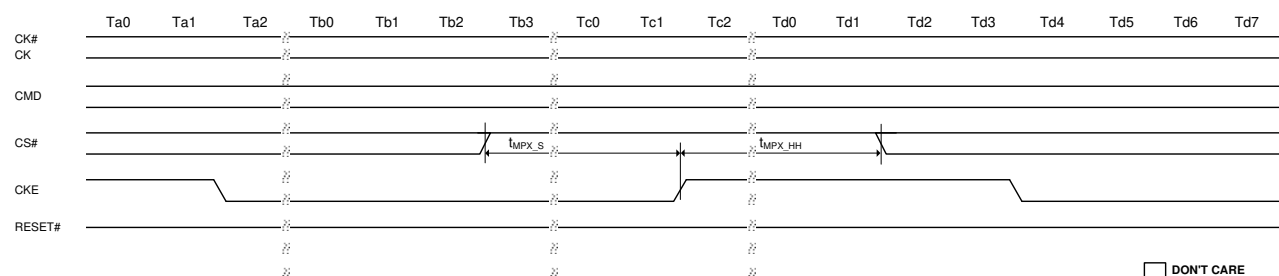 Ta0 Ta1 Ta2 Tb0 Tb1 Tb2 Tb3 Tc0 Tc1 Tc2 Td0 Td1 Td2 Td3 Td4 Td5 Td6 Td7
CK#
CK
CMD
CS# tMPX_S tMPX_HH
CKE
RESET#
DON'T CARE